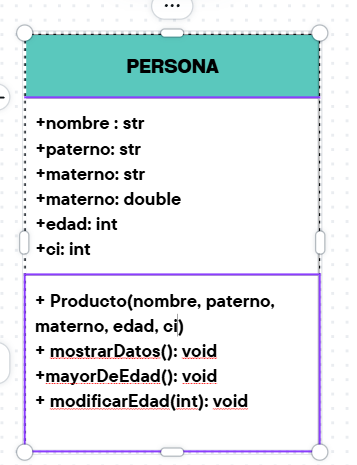 PERSONA
+nombre : str
+paterno: str
+materno: str
+materno: double
+edad: int
+ci: int
+ Producto(nombre, paterno,
materno, edad, ci)
+ mostrarDatos(): void
+mayorDeEdad(): void
+ modificarEdad(int): void